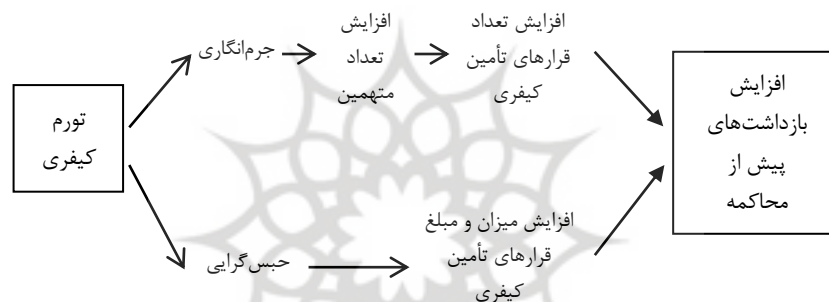 تورم
کیفری
جرم‌انگاری
افزایش
تعداد
متهمین
افزایش تعداد
قرارهای تأمین
کیفری
حبس‌گرایی
افزایش میزان و مبلغ
قرارهای تأمین
کیفری
افزایش
بازداشت‌های
پیش از
محاکمه